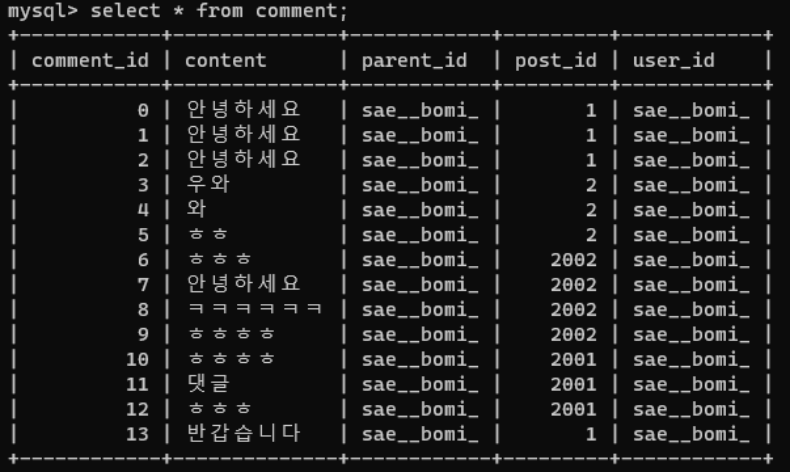 mysql> select * from comment;
+------------+--------------+------------+---------+------------+
| comment_id | content | parent_id | post_id | user_id |
+------------+--------------+------------+---------+------------+
| 0 | 안녕하세요 | sae__bomi_ | 1 | sae__bomi_ |
| 1 | 안녕하세요 | sae__bomi_ | 1 | sae__bomi_ |
| 2 | 안녕하세요 | sae__bomi_ | 1 | sae__bomi_ |
| 3 | 우와 | sae__bomi_ | 2 | sae__bomi_ |
| 4 | 와 | sae__bomi_ | 2 | sae__bomi_ |
| 5 | ㅎㅎ | sae__bomi_ | 2 | sae__bomi_ |
| 6 | ㅎㅎㅎ | sae__bomi_ | 2002 | sae__bomi_ |
| 7 | 안녕하세요 | sae__bomi_ | 2002 | sae__bomi_ |
| 8 | ㅋㅋㅋㅋㅋㅋ | sae__bomi_ | 2002 | sae__bomi_ |
| 9 | ㅎㅎㅎㅎ | sae__bomi_ | 2002 | sae__bomi_ |
| 10 | ㅎㅎㅎㅎ | sae__bomi_ | 2001 | sae__bomi_ |
| 11 | 댓글 | sae__bomi_ | 2001 | sae__bomi_ |
| 12 | ㅎㅎㅎ | sae__bomi_ | 2001 | sae__bomi_ |
| 13 | 반갑습니다 | sae__bomi_ | 1 | sae__bomi_ |
+------------+--------------+------------+---------+------------+